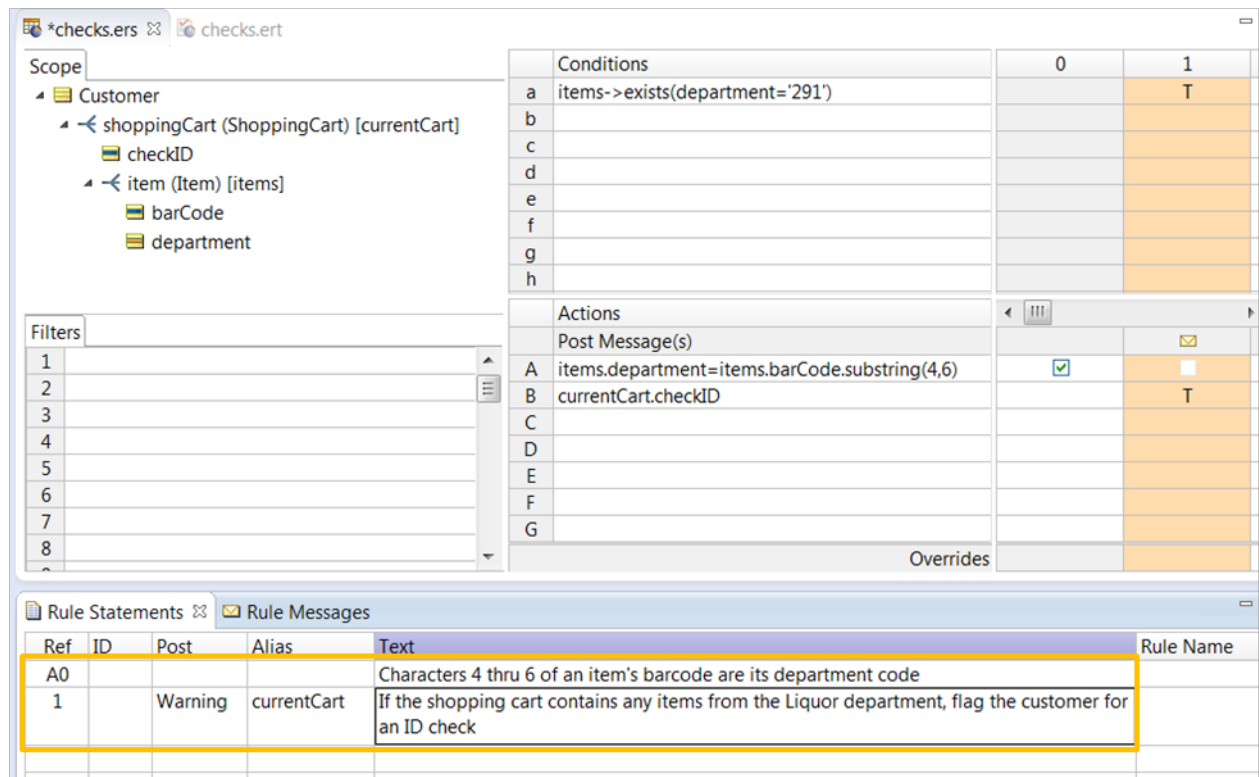 *checks.ers checks.ert
Scope
Customer
shoppingCart (ShoppingCart) [currentCart]
checkID
item (Item) [items]
barCode
department
Conditions 0 1
a items->exists(department='291') T
b
c
d
e
f
g
h
Filters
1
2
3
4
5
6
7
8
Actions
Post Message(s)
A items.department=items.barCode.substring(4,6)
B currentCart.checkID T
C
D
E
F
G
Overrides
Rule Statements Rule Messages
Ref ID Post Alias Text Rule Name
A0 Characters 4 thru 6 of an item's barcode are its department code
1 Warning currentCart If the shopping cart contains any items from the Liquor department, flag the customer for
an ID check